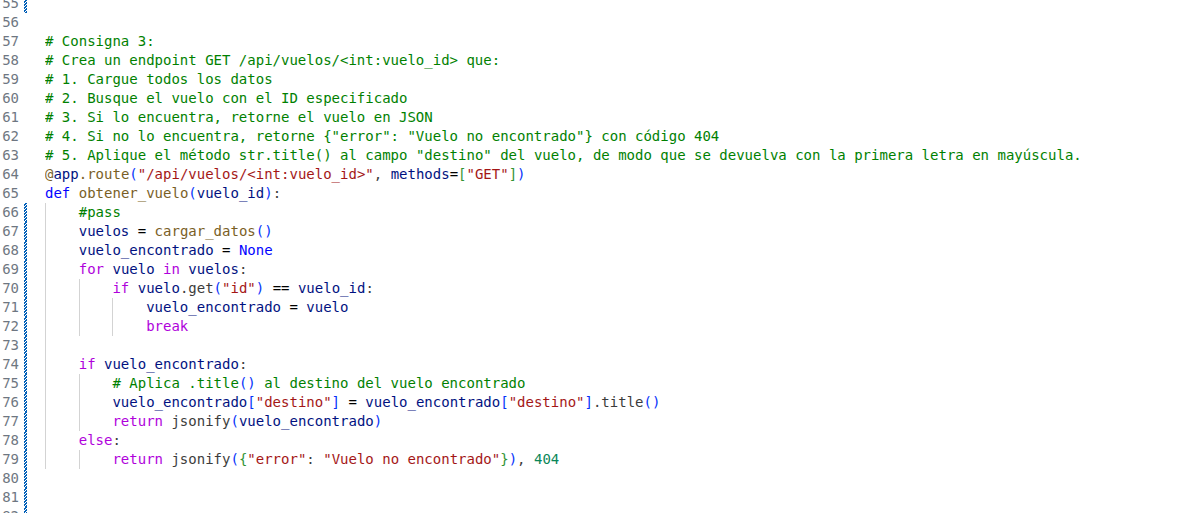 55
56
57 # Consigna 3:
58 # Crea un endpoint GET /api/vuelos/<int:vuelo_id> que:
59 # 1. Cargue todos los datos
60 # 2. Busque el vuelo con el ID especificado
61 # 3. Si lo encuentra, retorne el vuelo en JSON
62 # 4. Si no lo encuentra, retorne {"error": "Vuelo no encontrado"} con código 404
63 # 5. Aplique el método str.title() al campo "destino" del vuelo, de modo que se devuelva con la primera letra en mayúscula.
64 @app.route("/api/vuelos/<int:vuelo_id>", methods=["GET"])
65 def obtener_vuelo(vuelo_id):
66     #pass
67     vuelos = cargar_datos()
68     vuelo_encontrado = None
69     for vuelo in vuelos:
70         if vuelo.get("id") == vuelo_id:
71             vuelo_encontrado = vuelo
72             break
73
74     if vuelo_encontrado:
75         # Aplica .title() al destino del vuelo encontrado
76         vuelo_encontrado["destino"] = vuelo_encontrado["destino"].title()
77         return jsonify(vuelo_encontrado)
78     else:
79         return jsonify({"error": "Vuelo no encontrado"}), 404
80
81